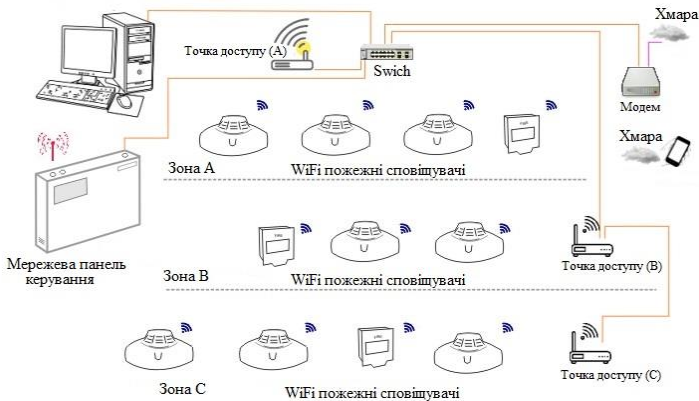 Хмара
Точка доступу (А)
Swich
Модем
Хмара
Зона А
WiFi пожежні сповіщувачі
Мережева панель
керування
Зона В
WiFi пожежні сповіщувачі
Точка доступу (В)
Зона С
WiFi пожежні сповіщувачі
Точка доступу (С)